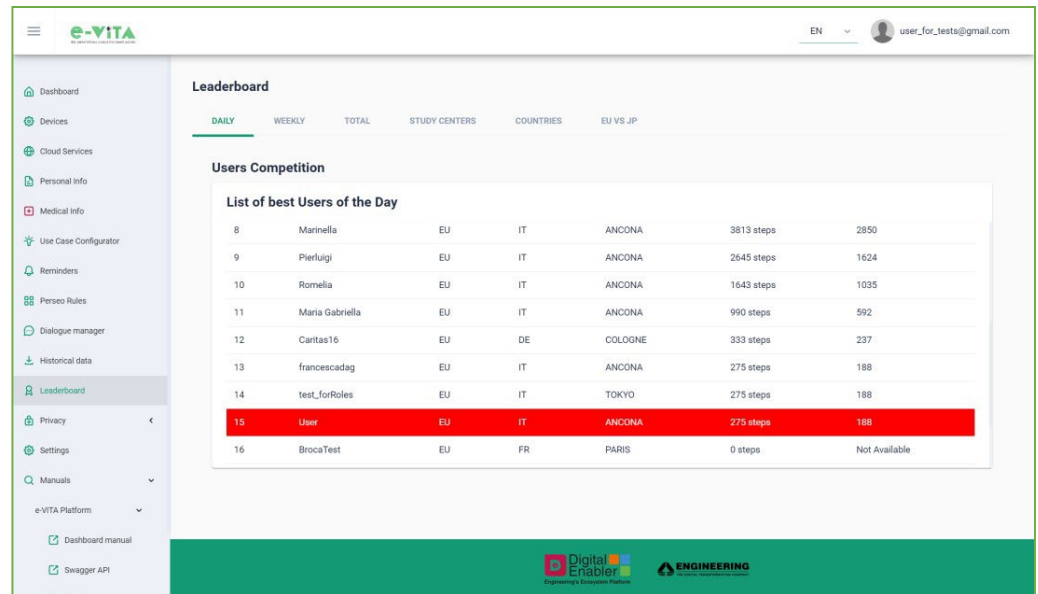 e-VITA
EN
user_for_tests@gmail.com
Dashboard
Devices
Cloud Services
Personal Info
Medical Info
Use Case Configurator
Reminders
Perseo Rules
Dialogue manager
Historical data
Leaderboard
Privacy
Settings
Manuals
e-VITA Platform
Dashboard manual
Swagger API
Leaderboard
DAILY WEEKLY TOTAL STUDY CENTERS COUNTRIES EU VS JP
Users Competition
List of best Users of the Day
8 Marinella EU IT ANCONA 3813 steps 2850
9 Pierluigi EU IT ANCONA 2645 steps 1624
10 Romelia EU IT ANCONA 1643 steps 1035
11 Maria Gabriella EU IT ANCONA 990 steps 592
12 Caritas16 EU DE COLOGNE 333 steps 237
13 francescadag EU IT ANCONA 275 steps 188
14 test_forRoles EU IT TOKYO 275 steps 188
15 User EU IT ANCONA 275 steps 188
16 BrocaTest EU FR PARIS 0 steps Not Available
D Digital Enabler
Engineering's Ecosystem Platform
ENGINEERING
THE DIGITAL TRANSFORMATION COMPANY